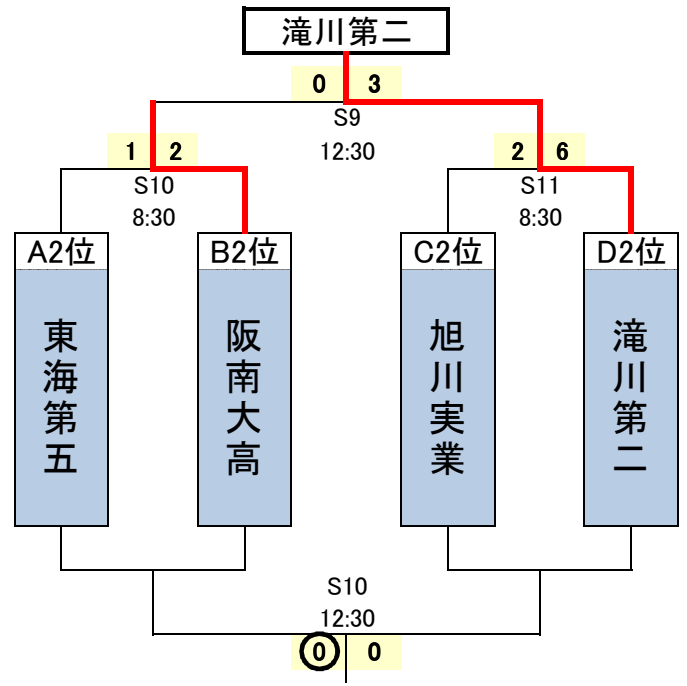 滝川第二
0 3
S9
12:30
1 2
2 6
S10
8:30
S11
8:30
A2位
B2位
C2位
D2位
東海第五
阪南大高
旭川実業
滝川第二
S10
12:30
0 0